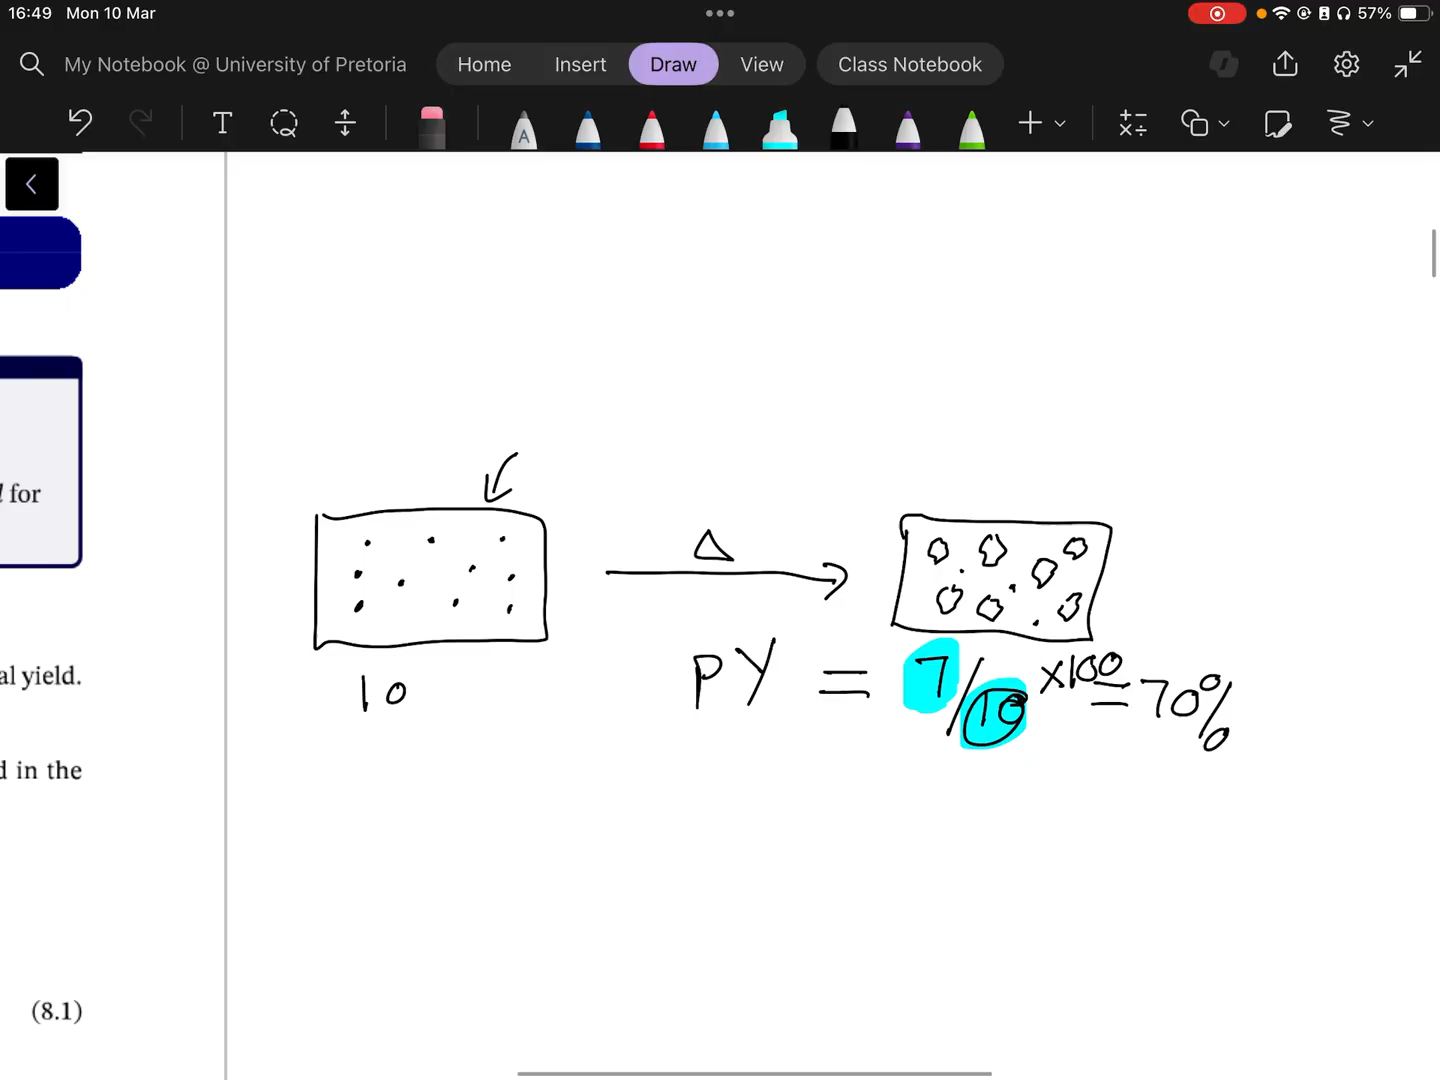 16:49 Mon 10 Mar
57%
My Notebook @ University of Pretoria
Home Insert Draw View Class Notebook
T
A
for
al yield.
d in the
(8.1)
Δ
10
PY = 7/10 x100 = 70%